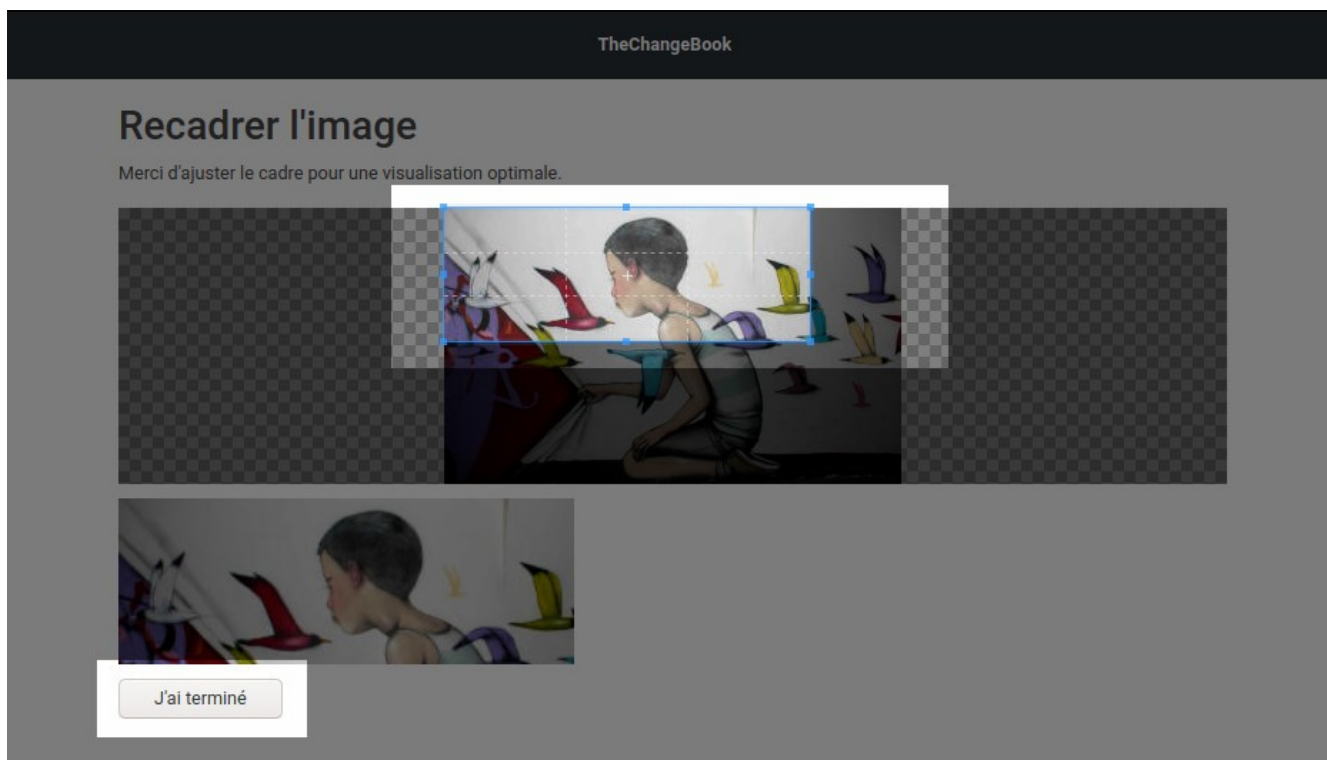 TheChangeBook
Recadrer l'image
Merci d'ajuster le cadre pour une visualisation optimale.
J'ai terminé